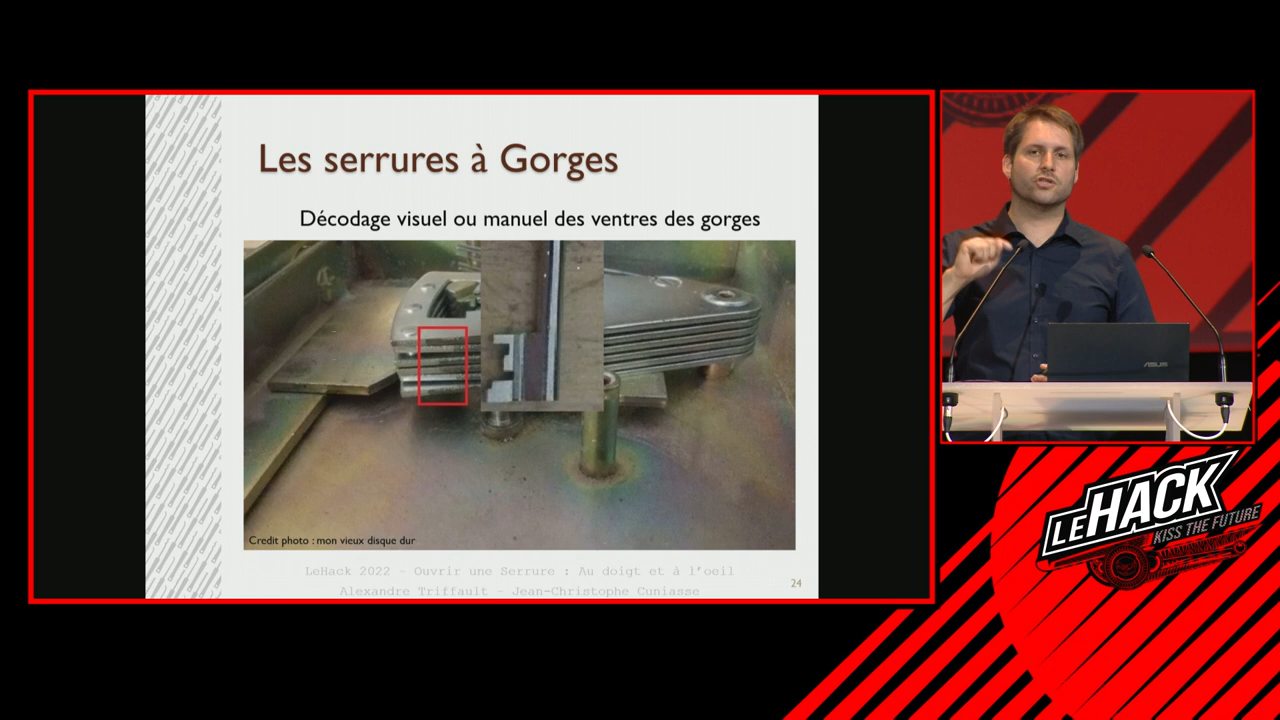 Les serrures à Gorges
Décodage visuel ou manuel des ventres des gorges
Credit photo : mon vieux disque dur
LeHack 2022 - Ouvrir une Serrure : Au doigt et à l'oeil
Alexandre Triffault - Jean-Christophe Cuniasse
24
ASUS
LEHACK
KISS THE FUTURE